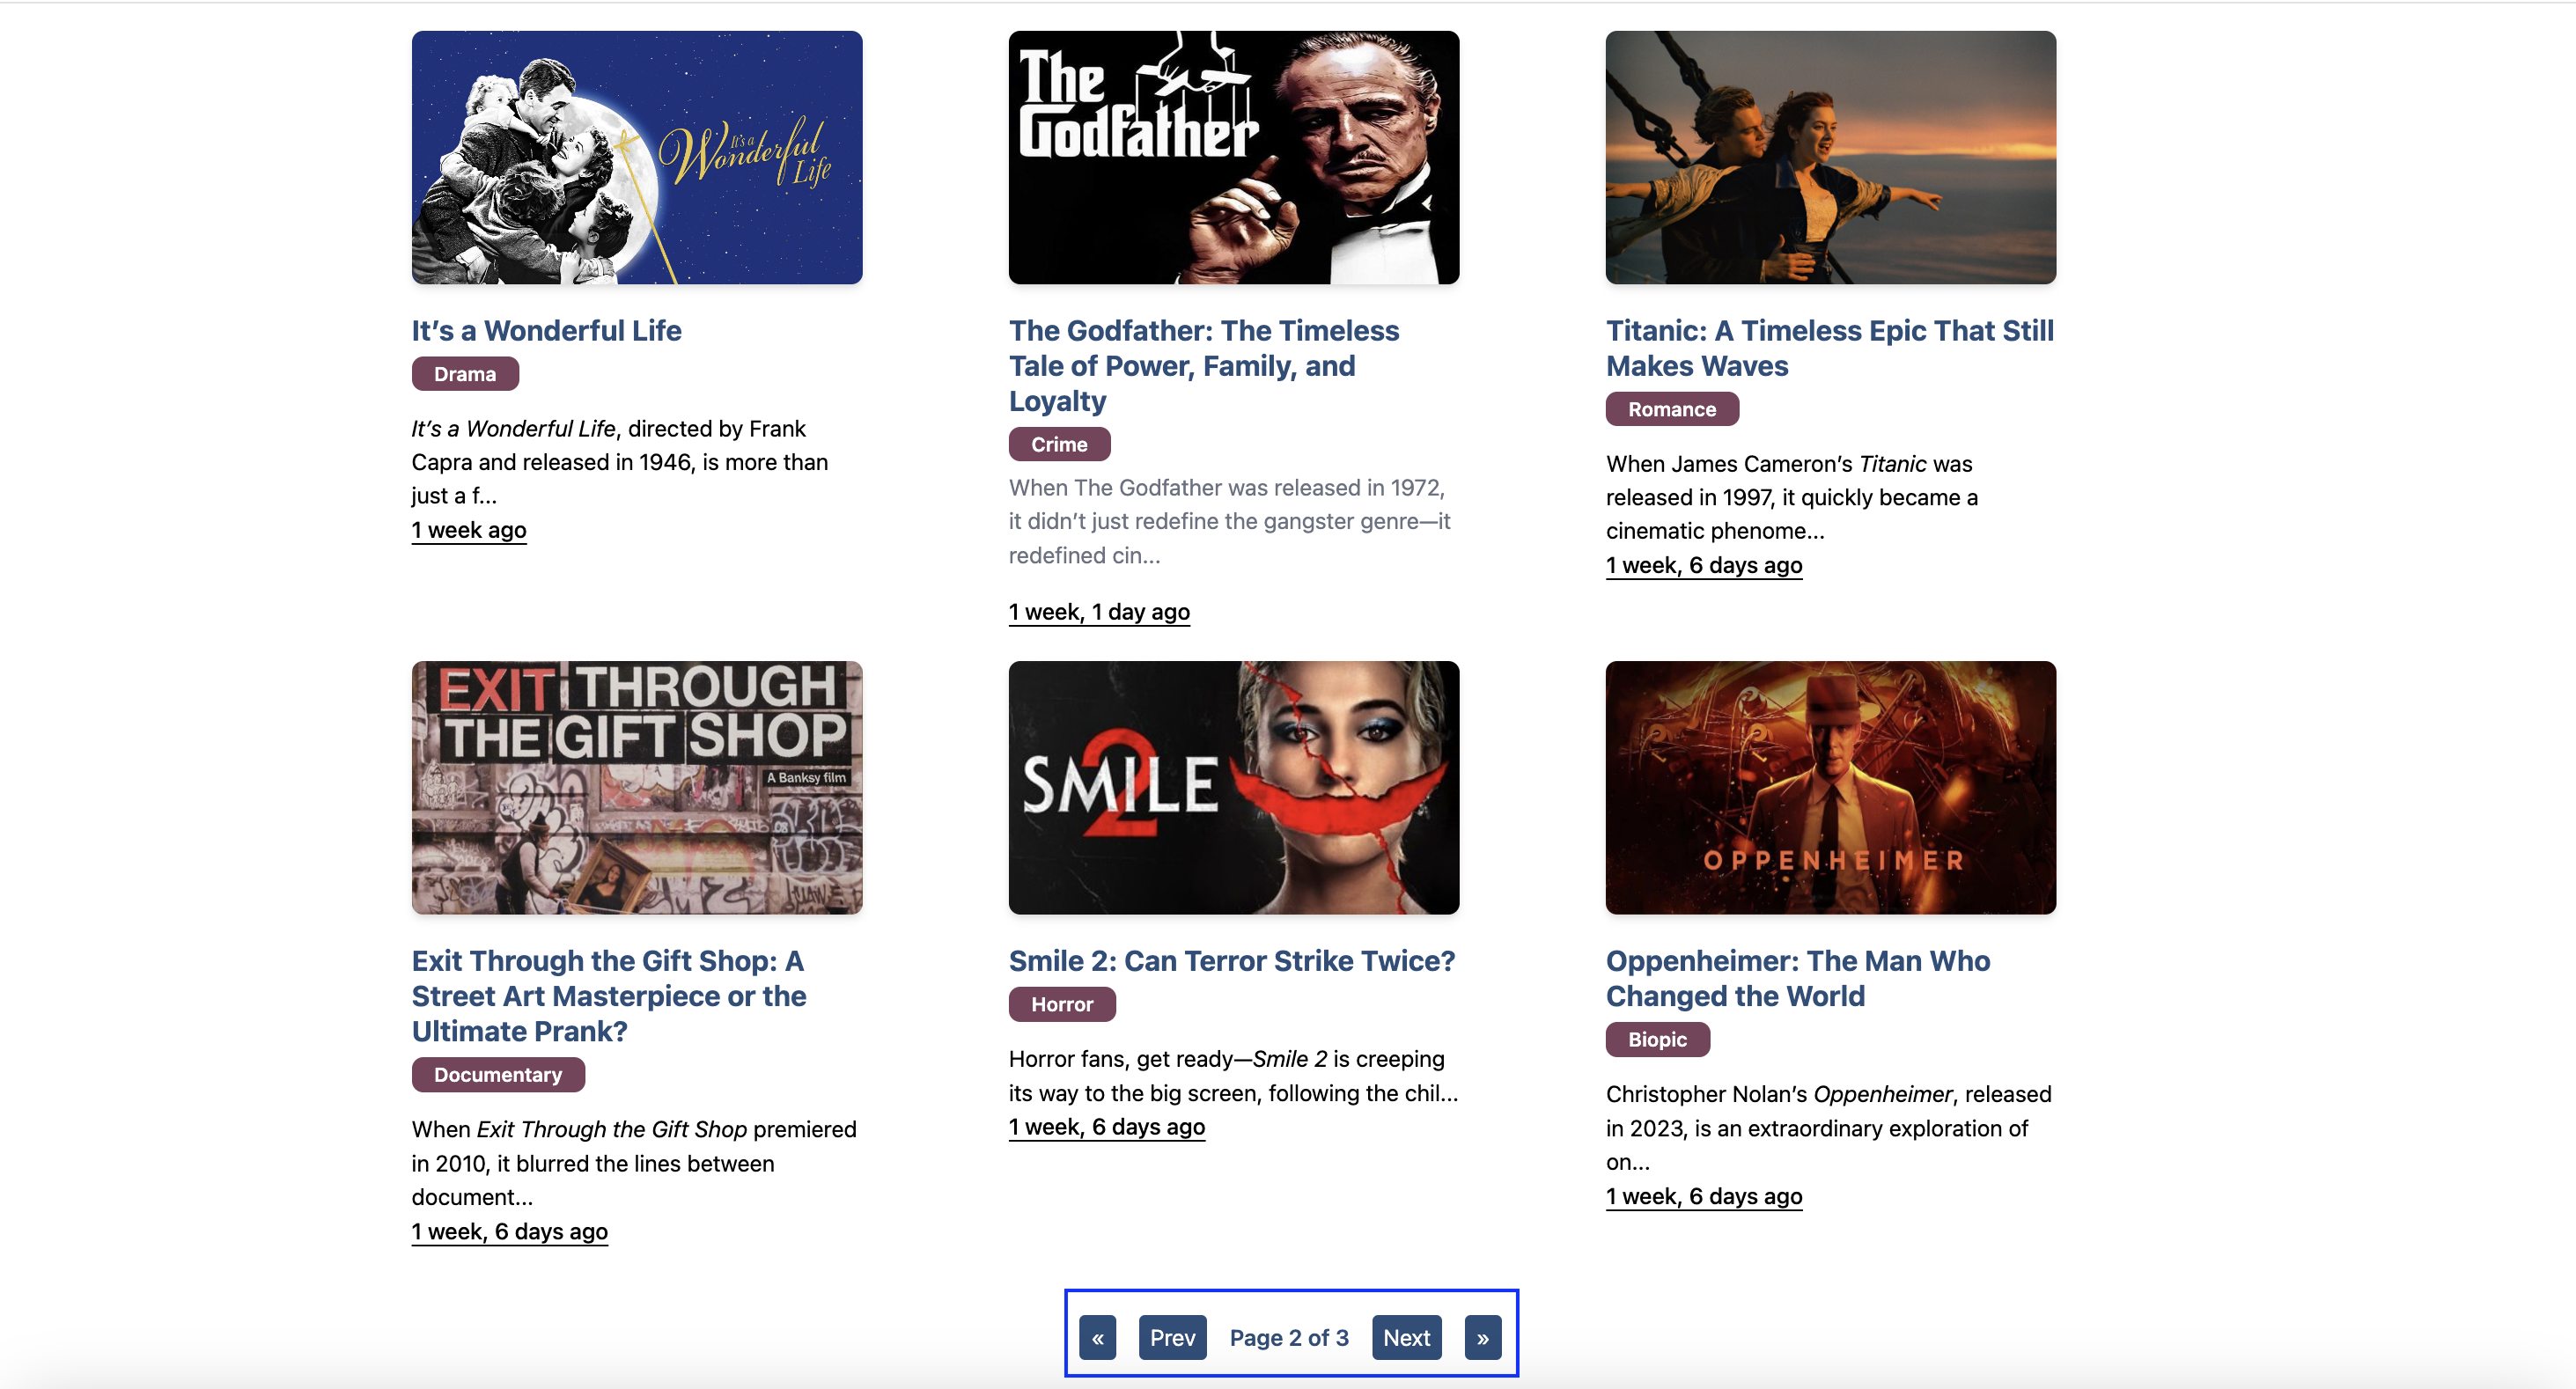 It's a
Wonderful
Life
The
Godfather
It’s a Wonderful Life
Drama
It’s a Wonderful Life, directed by Frank
Capra and released in 1946, is more than
just a f...
1 week ago
The Godfather: The Timeless
Tale of Power, Family, and
Loyalty
Crime
When The Godfather was released in 1972,
it didn’t just redefine the gangster genre—it
redefined cin...
1 week, 1 day ago
Titanic: A Timeless Epic That Still
Makes Waves
Romance
When James Cameron’s Titanic was
released in 1997, it quickly became a
cinematic phenome...
1 week, 6 days ago
EXIT THROUGH
THE GIFT SHOP
A Banksy film
SMILE
2
OPPENHEIMER
Exit Through the Gift Shop: A
Street Art Masterpiece or the
Ultimate Prank?
Documentary
When Exit Through the Gift Shop premiered
in 2010, it blurred the lines between
document...
1 week, 6 days ago
Smile 2: Can Terror Strike Twice?
Horror
Horror fans, get ready—Smile 2 is creeping
its way to the big screen, following the chil...
1 week, 6 days ago
Oppenheimer: The Man Who
Changed the World
Biopic
Christopher Nolan’s Oppenheimer, released
in 2023, is an extraordinary exploration of
on...
1 week, 6 days ago
« Prev Page 2 of 3 Next »